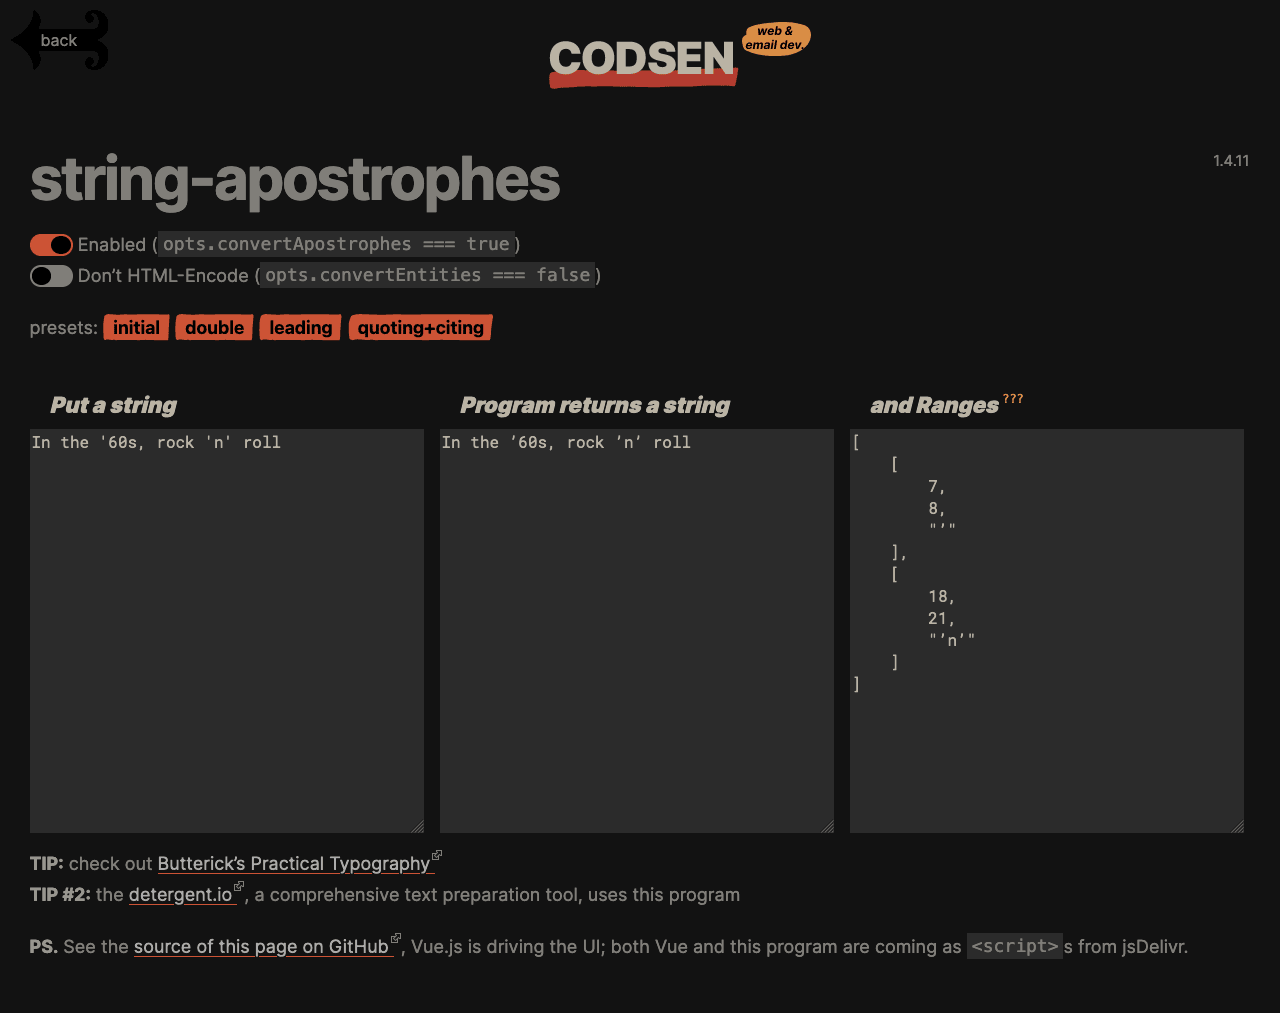 back
CODSEN
web &
email dev.
string-apostrophes
1.4.11
Enabled (opts.convertApostrophes === true)
Don’t HTML-Encode (opts.convertEntities === false)
presets: initial double leading quoting+citing
Put a string
In the '60s, rock 'n' roll
Program returns a string
In the ’60s, rock ’n’ roll
and Ranges ???
[
    [
        7,
        8,
        "’"
    ],
    [
        18,
        21,
        "’n’"
    ]
]
TIP: check out Butterick’s Practical Typography
TIP #2: the detergent.io, a comprehensive text preparation tool, uses this program
PS. See the source of this page on GitHub, Vue.js is driving the UI; both Vue and this program are coming as <script>s from jsDelivr.